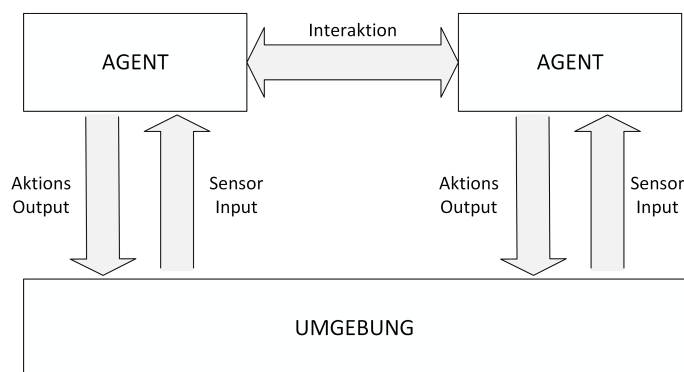 Interaktion
AGENT
AGENT
Aktions
Output
Sensor
Input
Aktions
Output
Sensor
Input
UMGEBUNG